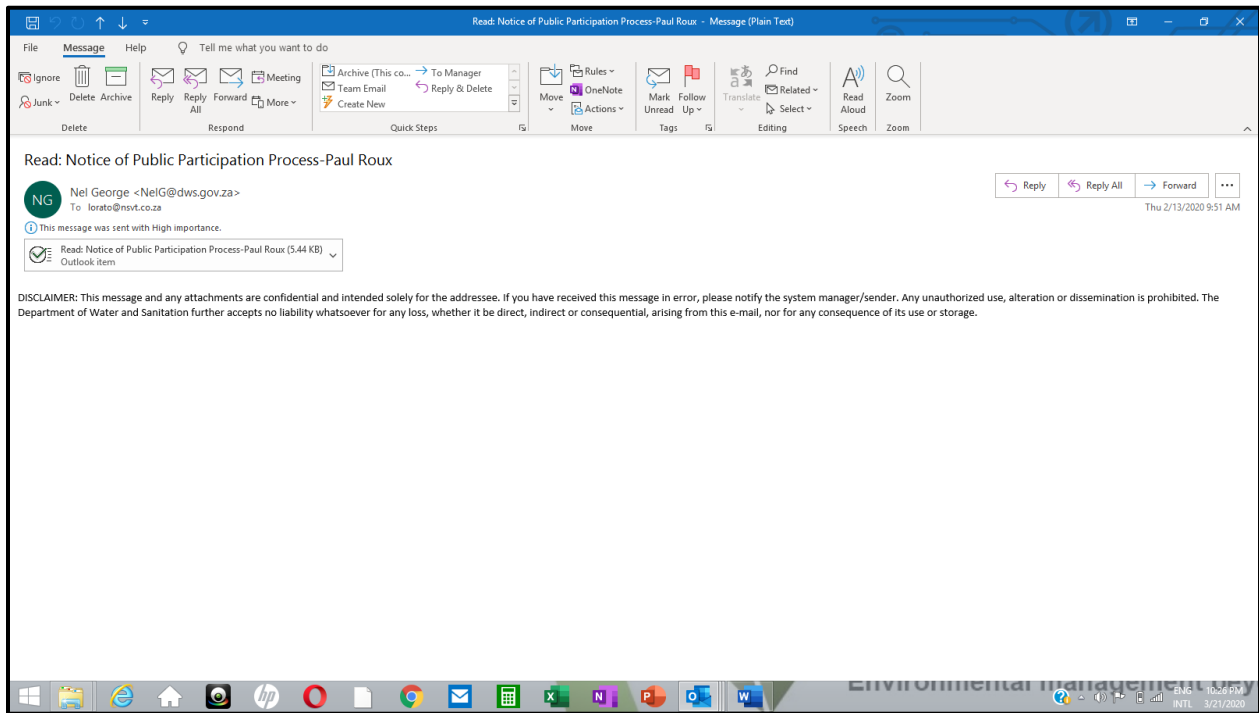 Read: Notice of Public Participation Process-Paul Roux - Message (Plain Text)
File Message Help Tell me what you want to do
Ignore
Junk
Delete Archive
Reply Reply All Forward
Meeting
More
Archive (This co... To Manager
Team Email Reply & Delete
Create New
Move
Rules
OneNote
Actions
Mark Unread Follow Up
Translate
Find
Related
Select
Read Aloud
Zoom
Delete Respond Quick Steps Move Tags Editing Speech Zoom
Read: Notice of Public Participation Process-Paul Roux
NG
Nel George <NelG@dws.gov.za>
To lorato@nsvt.co.za
Reply Reply All Forward ...
Thu 2/13/2020 9:51 AM
This message was sent with High importance.
Read: Notice of Public Participation Process-Paul Roux (5.44 KB)
Outlook item
DISCLAIMER: This message and any attachments are confidential and intended solely for the addressee. If you have received this message in error, please notify the system manager/sender. Any unauthorized use, alteration or dissemination is prohibited. The
Department of Water and Sanitation further accepts no liability whatsoever for any loss, whether it be direct, indirect or consequential, arising from this e-mail, nor for any consequence of its use or storage.
Environmental management
hp
ENG 10:26 PM
INTL 3/21/2020